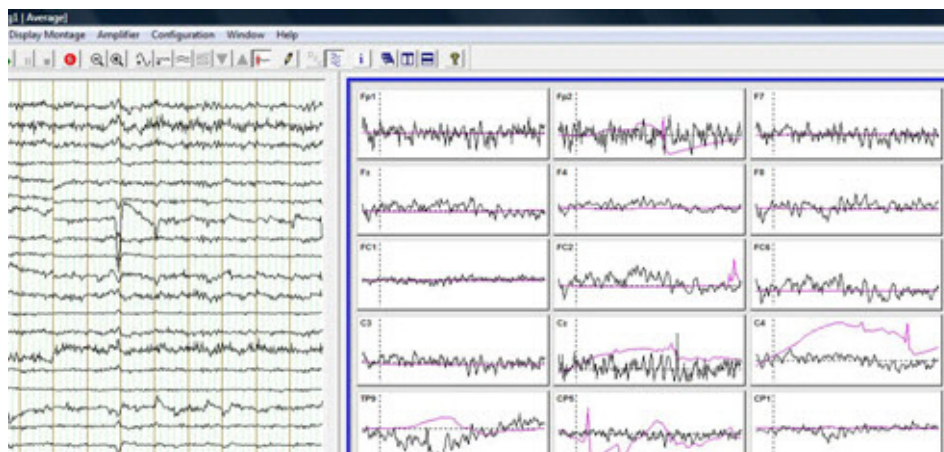 g1 | Average]
Display Montage Amplifier Configuration Window Help
Fp1 Fp2 F7
Fz F4 F8
FC1 FC2 FC6
C3 Cz C4
TP9 CP5 CP1